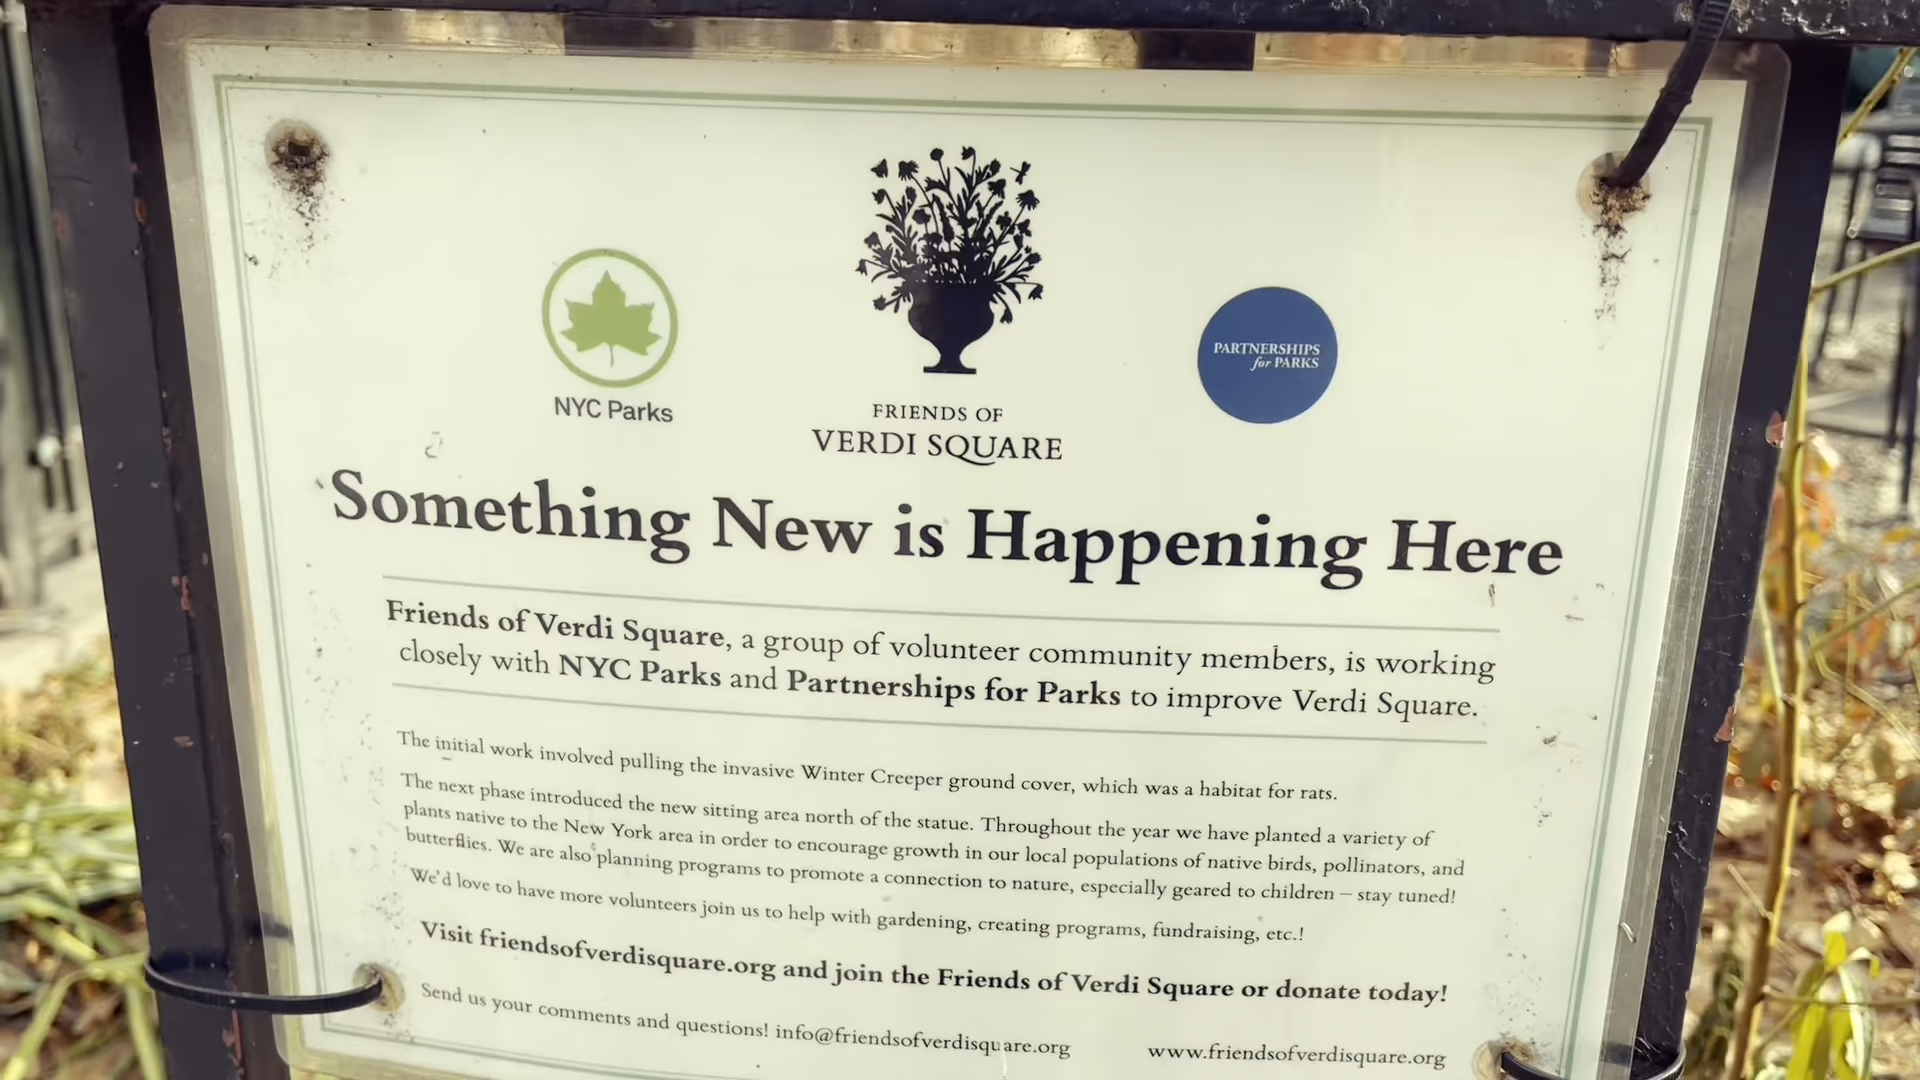 NYC Parks
FRIENDS OF
VERDI SQUARE
PARTNERSHIPS
for PARKS
Something New is Happening Here
Friends of Verdi Square, a group of volunteer community members, is working
closely with NYC Parks and Partnerships for Parks to improve Verdi Square.
The initial work involved pulling the invasive Winter Creeper ground cover, which was a habitat for rats.
The next phase introduced the new sitting area north of the statue. Throughout the year we have planted a variety of
plants native to the New York area in order to encourage growth in our local populations of native birds, pollinators, and
butterflies. We are also planning programs to promote a connection to nature, especially geared to children – stay tuned!
We'd love to have more volunteers join us to help with gardening, creating programs, fundraising, etc.!
Visit friendsofverdisquare.org and join the Friends of Verdi Square or donate today!
Send us your comments and questions! info@friendsofverdisquare.org www.friendsofverdisquare.org